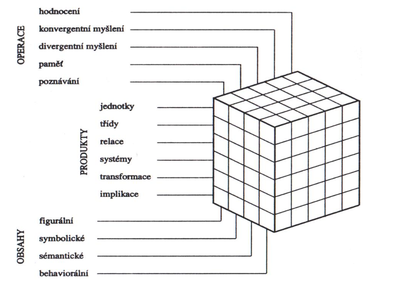 OPERACE
hodnocení
konvergentní myšlení
divergentní myšlení
paměť
poznávání
PRODUKTY
jednotky
třídy
relace
systémy
transformace
implikace
OBSAHY
figurální
symbolické
sémantické
behaviorální